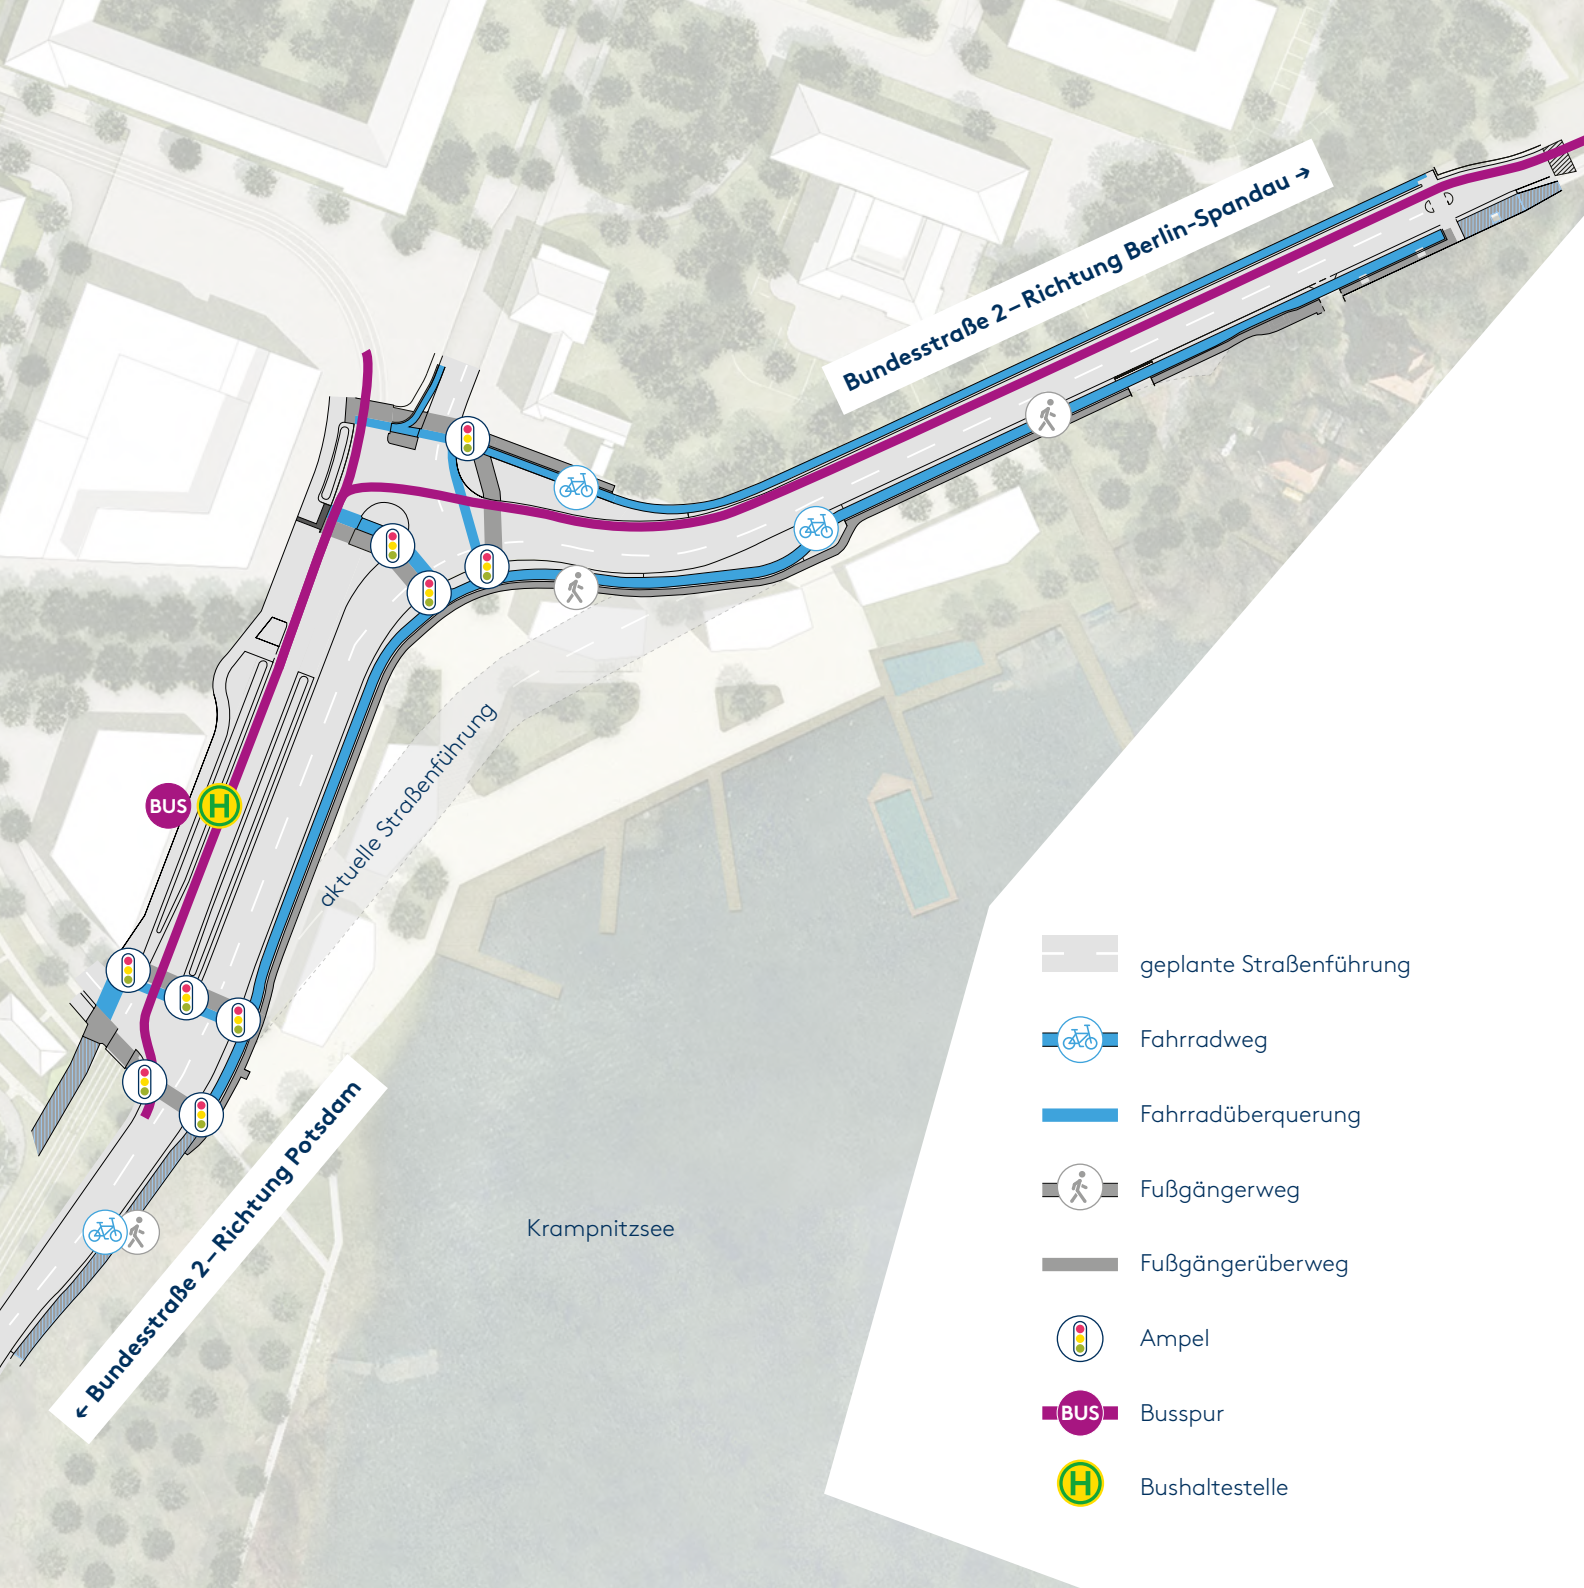 Bundesstraße 2 – Richtung Berlin-Spandau →
aktuelle Straßenführung
BUS
H
← Bundesstraße 2 – Richtung Potsdam
Krampnitzsee
geplante Straßenführung
Fahrradweg
Fahrradüberquerung
Fußgängerweg
Fußgängerüberweg
Ampel
BUS Busspur
H Bushaltestelle